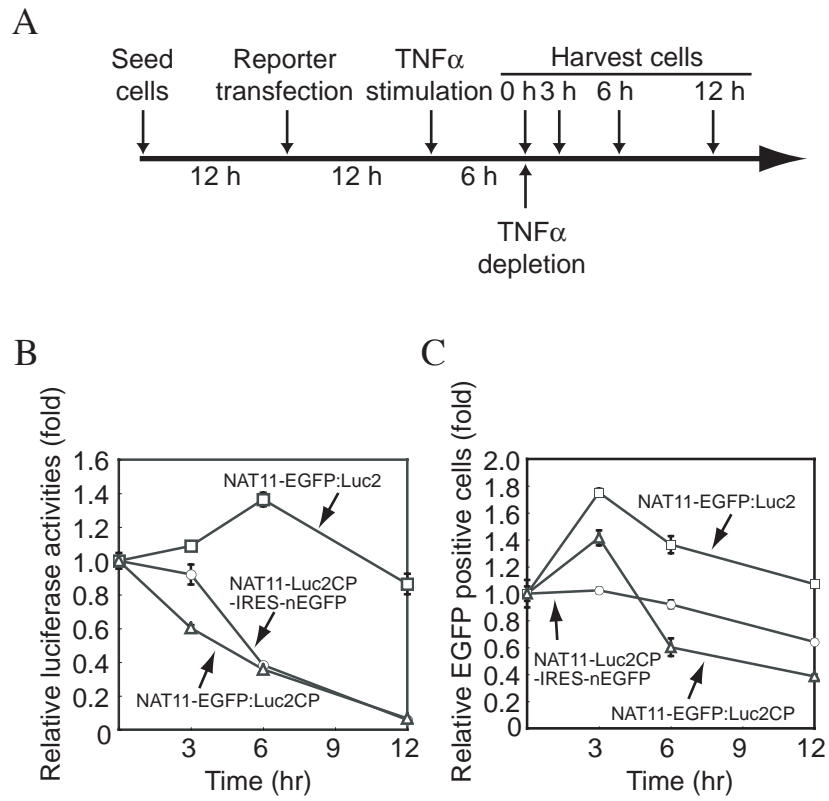 A
Seed
cells
Reporter
transfection
TNFα
stimulation
Harvest cells
0 h 3 h 6 h 12 h
12 h 12 h 6 h
TNFα
depletion
B
Relative luciferase activities (fold)
1.6
1.4
1.2
1.0
0.8
0.6
0.4
0.2
0
NAT11-EGFP:Luc2
NAT11-Luc2CP
-IRES-nEGFP
NAT11-EGFP:Luc2CP
3 6 9 12
Time (hr)
C
Relative EGFP positive cells (fold)
2.0
1.8
1.6
1.4
1.2
1.0
0.8
0.6
0.4
0.2
0
NAT11-EGFP:Luc2
NAT11-Luc2CP
-IRES-nEGFP
NAT11-EGFP:Luc2CP
3 6 9 12
Time (hr)